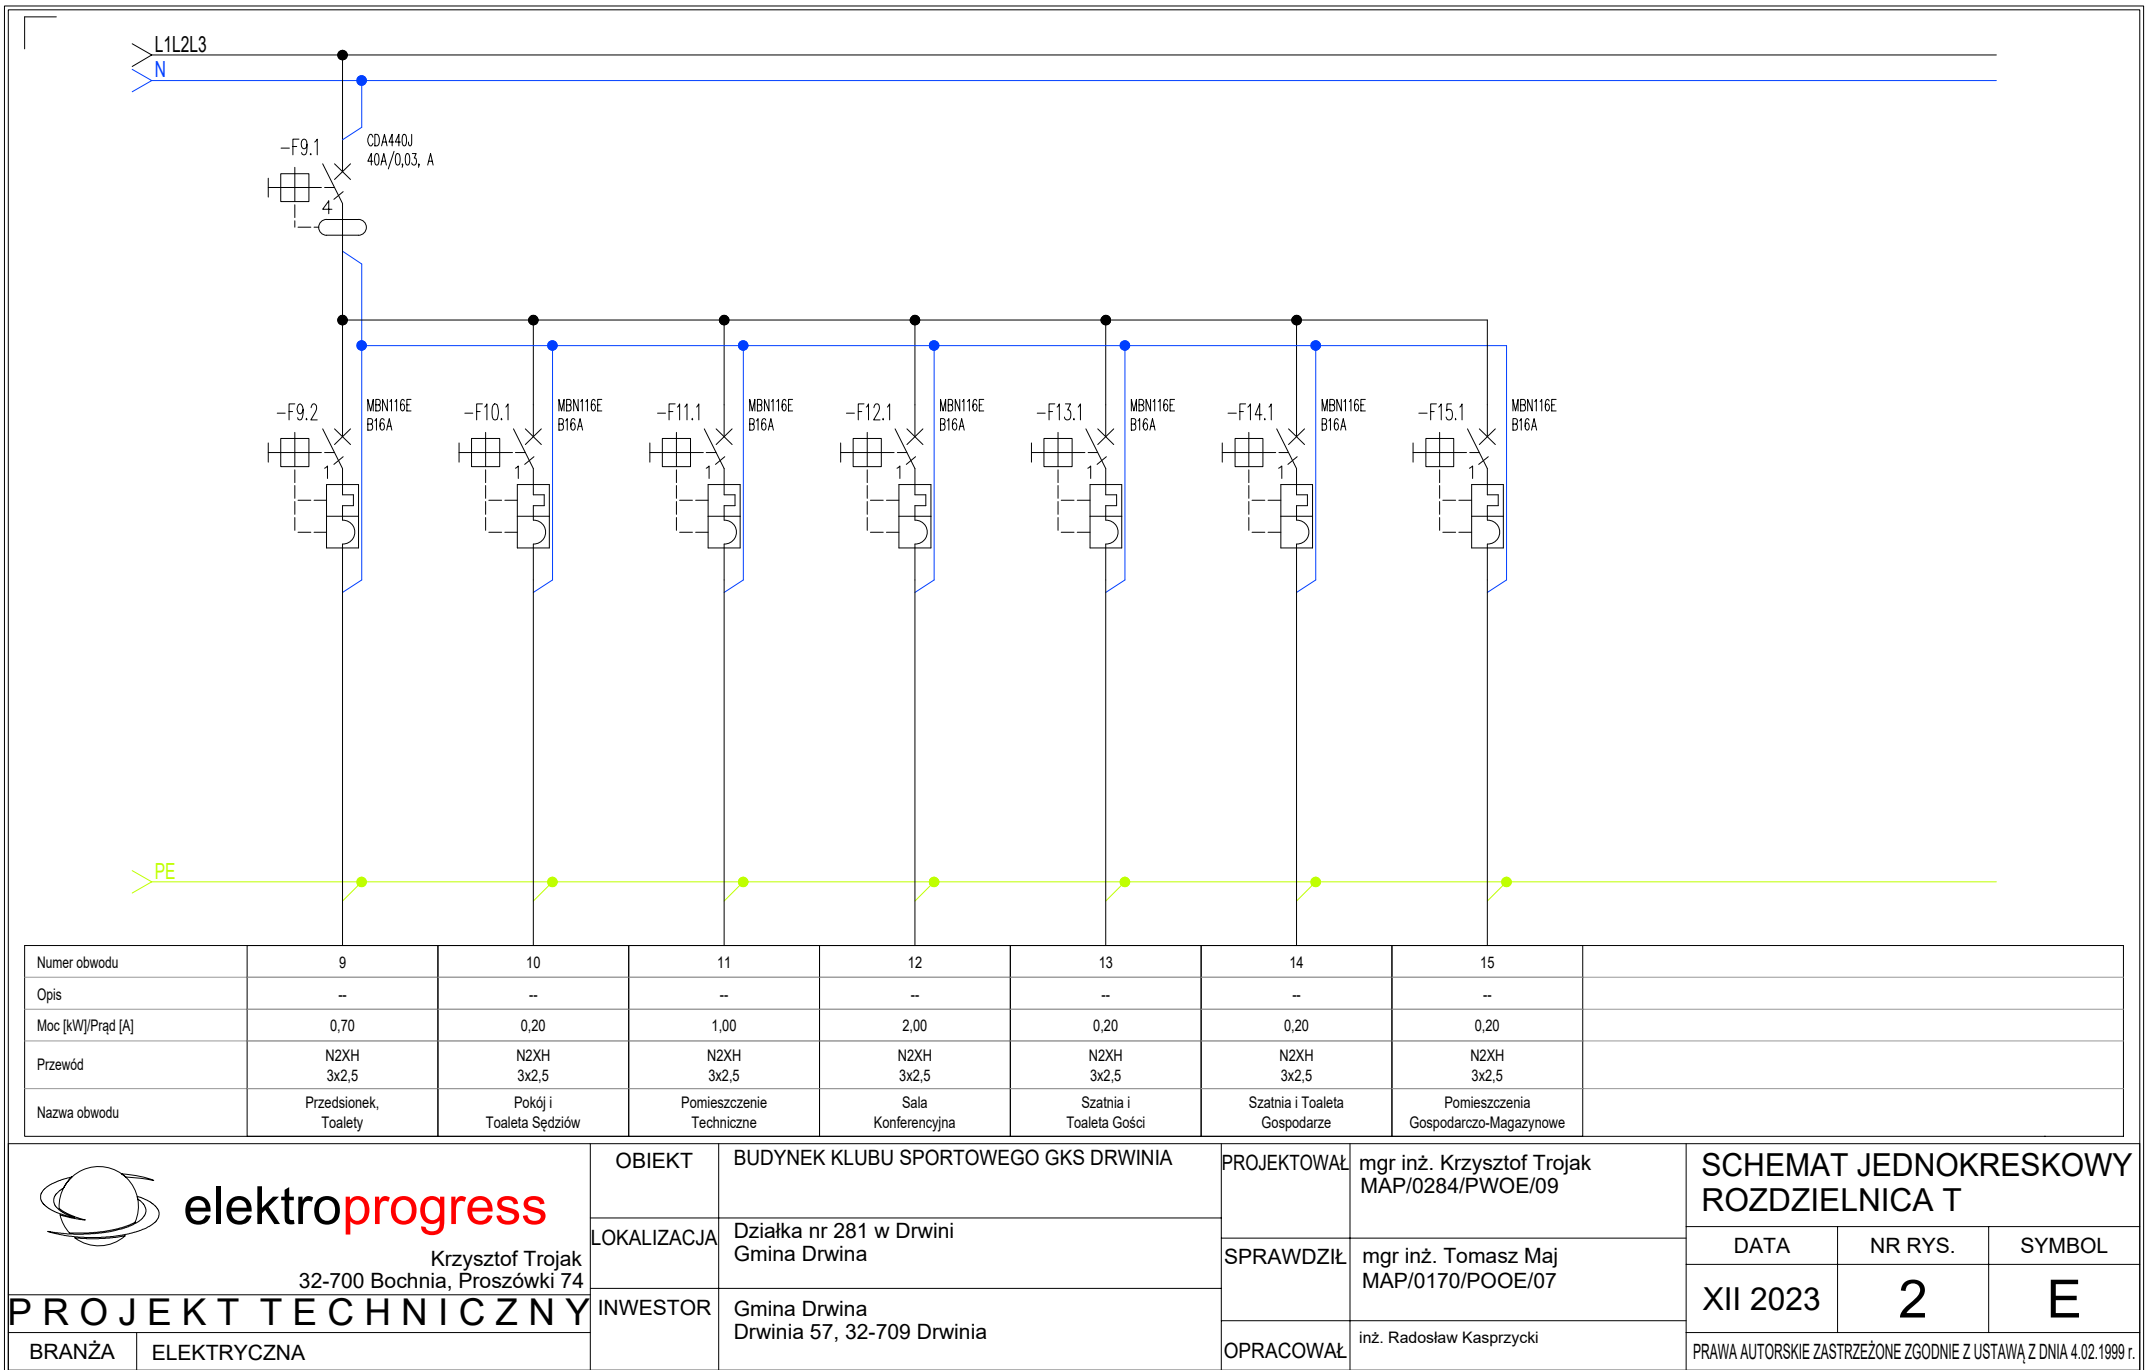 L1L2L3
N
-F9.1
CDA440J
40A/0,03, A
4
-F9.2
MBN116E
B16A
1
-F10.1
MBN116E
B16A
1
-F11.1
MBN116E
B16A
1
-F12.1
MBN116E
B16A
1
-F13.1
MBN116E
B16A
1
-F14.1
MBN116E
B16A
1
-F15.1
MBN116E
B16A
1
PE
Numer obwodu 9 10 11 12 13 14 15
Opis -- -- -- -- -- -- --
Moc [kW]/Prąd [A] 0,70 0,20 1,00 2,00 0,20 0,20 0,20
Przewód
N2XH N2XH N2XH N2XH N2XH N2XH N2XH
3x2,5 3x2,5 3x2,5 3x2,5 3x2,5 3x2,5 3x2,5
Nazwa obwodu
Przedsionek,
Toalety
Pokój i
Toaleta Sędziów
Pomieszczenie
Techniczne
Sala
Konferencyjna
Szatnia i
Toaleta Gości
Szatnia i Toaleta
Gospodarze
Pomieszczenia
Gospodarczo-Magazynowe
elektroprogress
Krzysztof Trojak
32-700 Bochnia, Proszówki 74
PROJEKT TECHNICZNY
BRANŻA ELEKTRYCZNA
OBIEKT
BUDYNEK KLUBU SPORTOWEGO GKS DRWINIA
LOKALIZACJA
Działka nr 281 w Drwini
Gmina Drwina
INWESTOR
Gmina Drwina
Drwinia 57, 32-709 Drwinia
PROJEKTOWAŁ
mgr inż. Krzysztof Trojak
MAP/0284/PWOE/09
SPRAWDZIŁ
mgr inż. Tomasz Maj
MAP/0170/POOE/07
OPRACOWAŁ
inż. Radosław Kasprzycki
SCHEMAT JEDNOKRESKOWY
ROZDZIELNICA T
DATA NR RYS. SYMBOL
XII 2023 2 E
PRAWA AUTORSKIE ZASTRZEŻONE ZGODNIE Z USTAWĄ Z DNIA 4.02.1999 r.